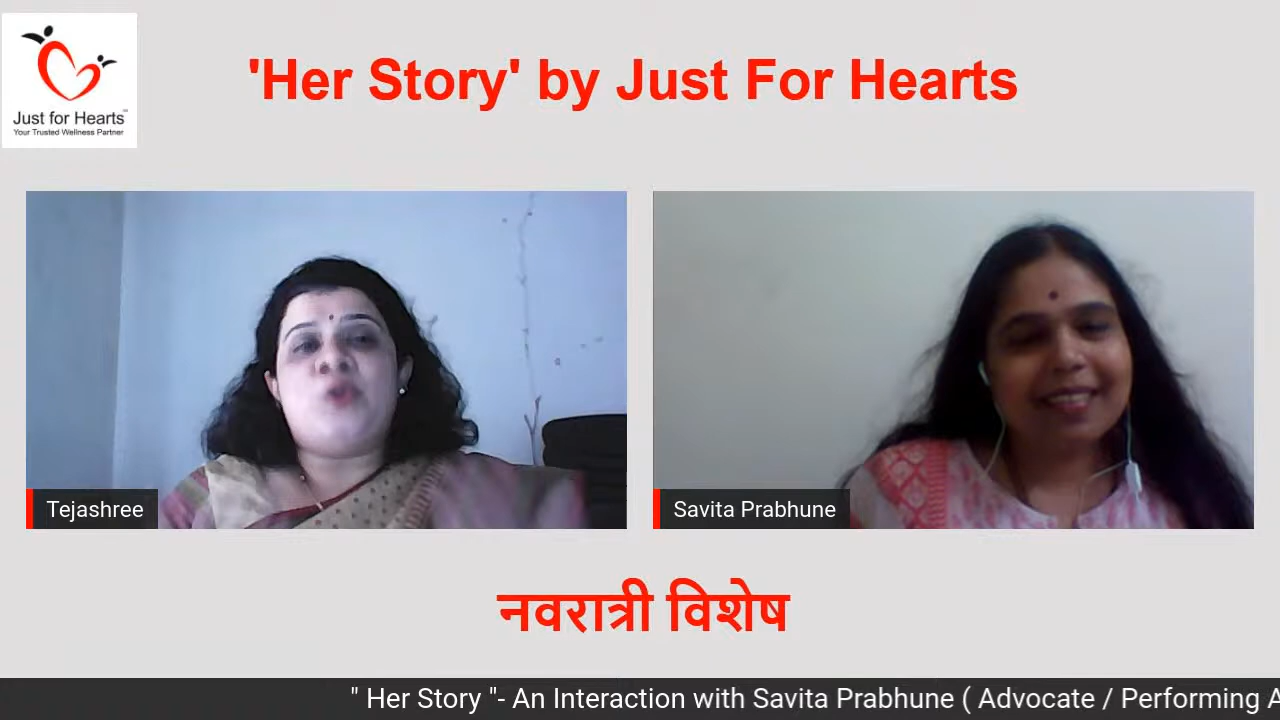 'Her Story' by Just For Hearts
Just for Hearts™
Your Trusted Wellness Partner
Tejashree
Savita Prabhune
नवरात्री विशेष
" Her Story "- An Interaction with Savita Prabhune ( Advocate / Performing A